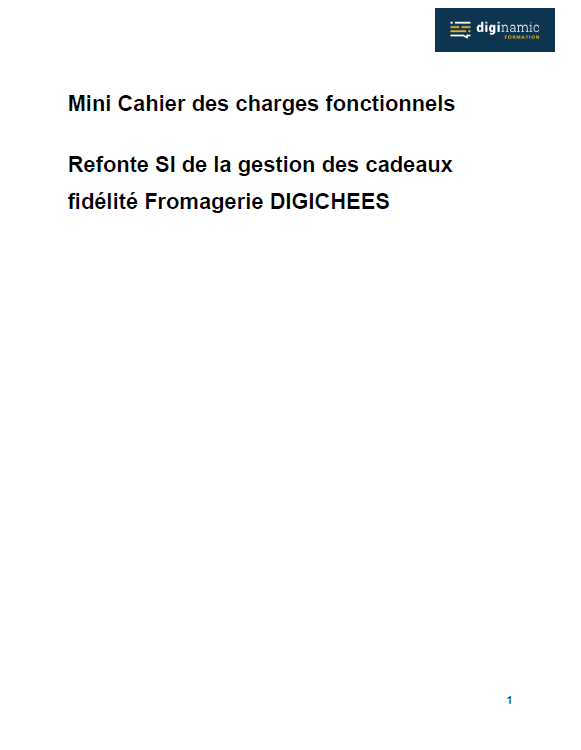 diginamic
FORMATION
Mini Cahier des charges fonctionnels
Refonte SI de la gestion des cadeaux
fidélité Fromagerie DIGICHEES
1